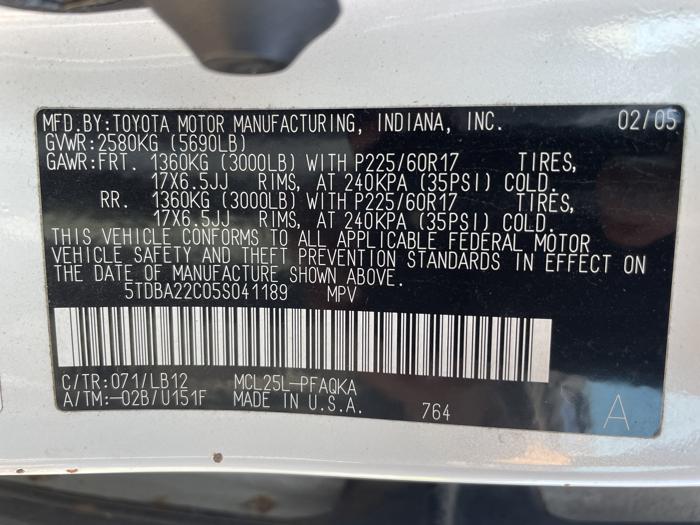 MFD.BY:TOYOTA MOTOR MANUFACTURING, INDIANA, INC. 02/05
GVWR:2580KG (5690LB)
GAWR:FRT. 1360KG (3000LB) WITH P225/60R17 TIRES,
17X6.5JJ RIMS, AT 240KPA (35PSI) COLD.
RR. 1360KG (3000LB) WITH P225/60R17 TIRES,
17X6.5JJ RIMS, AT 240KPA (35PSI) COLD.
THIS VEHICLE CONFORMS TO ALL APPLICABLE FEDERAL MOTOR
VEHICLE SAFETY AND THEFT PREVENTION STANDARDS IN EFFECT ON
THE DATE OF MANUFACTURE SHOWN ABOVE.
5TDBA22C05S041189 MPV
C/TR:071/LB12 MCL25L-PFAQKA
A/TM:-02B/U151F MADE IN U.S.A. 764
A